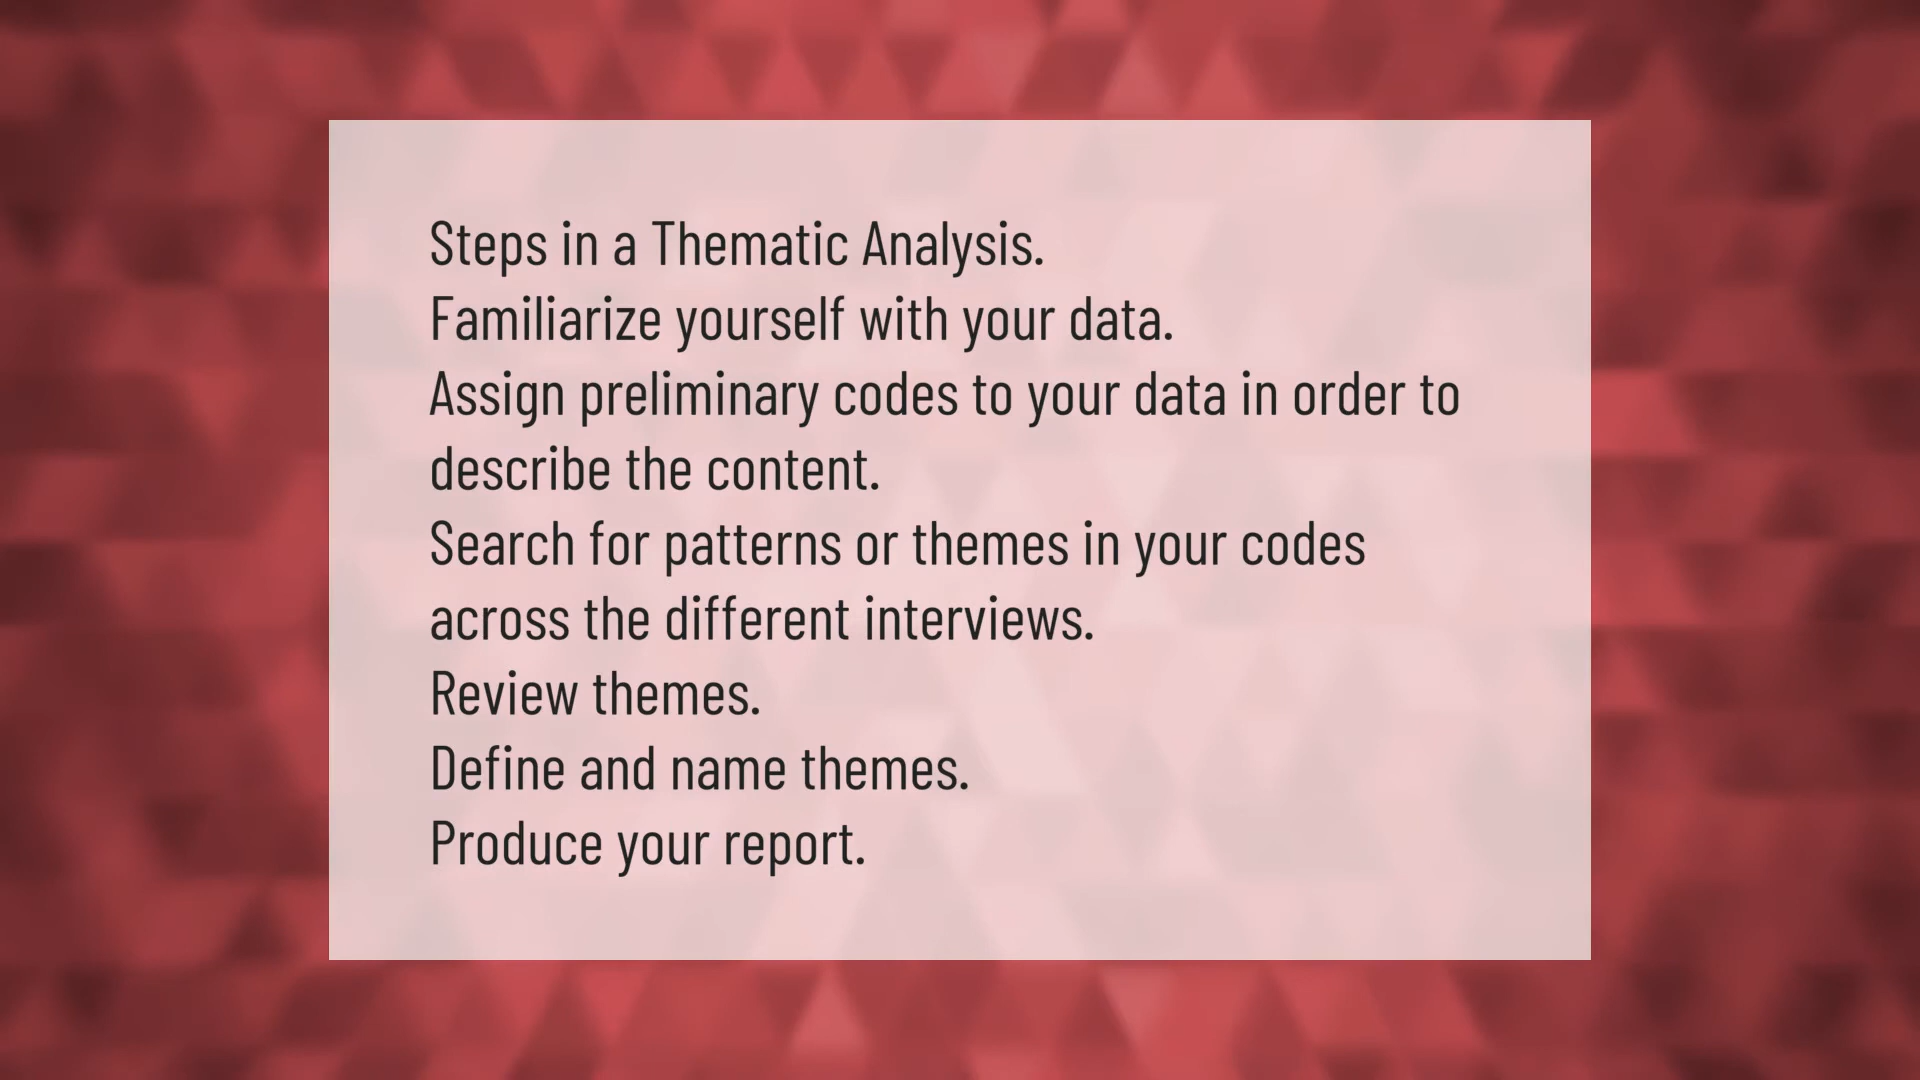 Steps in a Thematic Analysis.
Familiarize yourself with your data.
Assign preliminary codes to your data in order to
describe the content.
Search for patterns or themes in your codes
across the different interviews.
Review themes.
Define and name themes.
Produce your report.